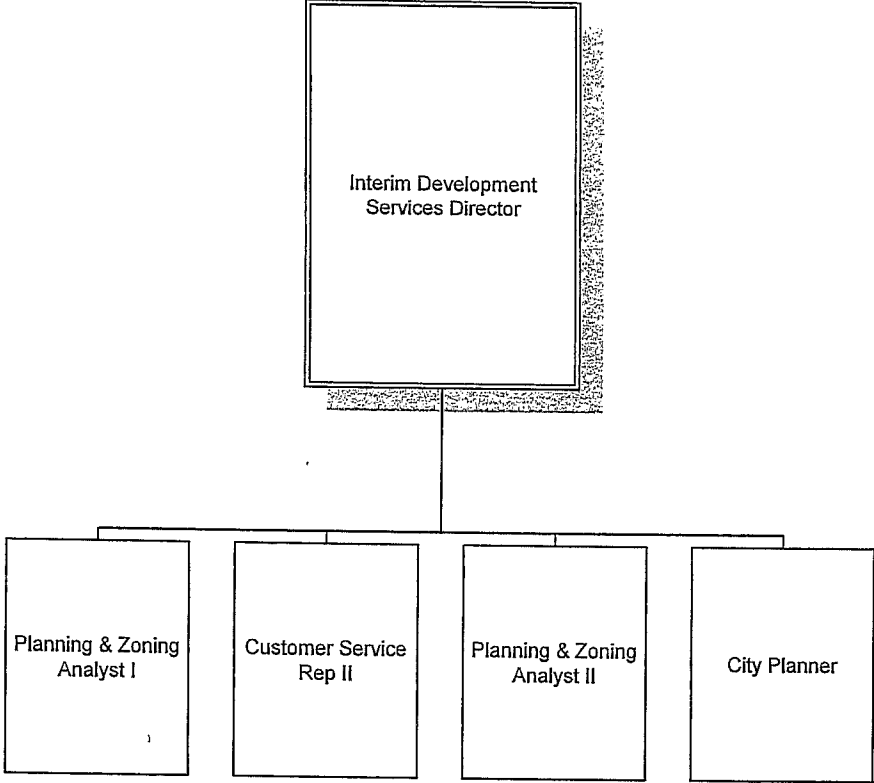 Interim Development
Services Director
Planning & Zoning
Analyst I
Customer Service
Rep II
Planning & Zoning
Analyst II
City Planner